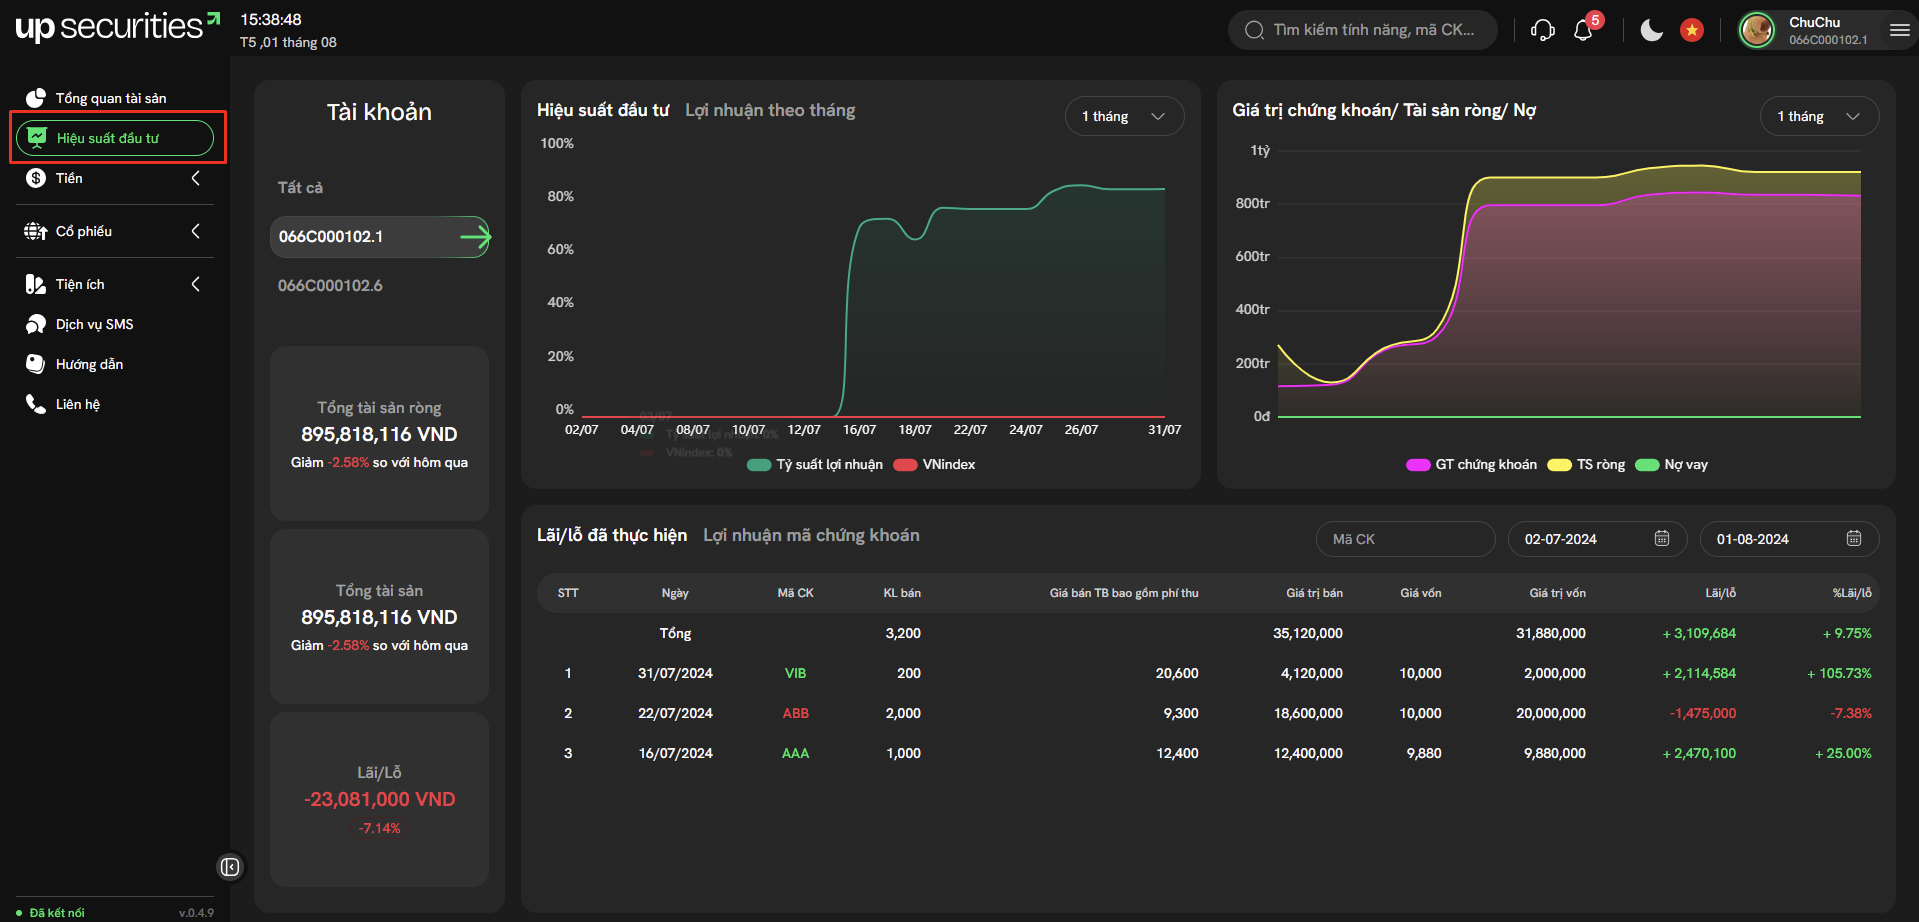 up securities
15:38:48
T5 ,01 tháng 08
Tìm kiếm tính năng, mã CK...
5
ChuChu
066C000102.1
Tổng quan tài sản
Hiệu suất đầu tư
Tiền
Cổ phiếu
Tiện ích
Dịch vụ SMS
Hướng dẫn
Liên hệ
Đã kết nối
v.0.4.9
Tài khoản
Tất cả
066C000102.1
066C000102.6
Tổng tài sản ròng
895,818,116 VND
Giảm -2.58% so với hôm qua
Tổng tài sản
895,818,116 VND
Giảm -2.58% so với hôm qua
Lãi/Lỗ
-23,081,000 VND
-7.14%
Hiệu suất đầu tư Lợi nhuận theo tháng
1 tháng
100%
80%
60%
40%
20%
0%
03/07
Tỷ suất lợi nhuận: 0%
VNindex: 0%
02/07 04/07 08/07 10/07 12/07 16/07 18/07 22/07 24/07 26/07 31/07
Tỷ suất lợi nhuận VNindex
Giá trị chứng khoán/ Tài sản ròng/ Nợ
1 tháng
1tỷ
800tr
600tr
400tr
200tr
0đ
GT chứng khoán TS ròng Nợ vay
Lãi/lỗ đã thực hiện Lợi nhuận mã chứng khoán
Mã CK
02-07-2024
01-08-2024
STT Ngày Mã CK KL bán Giá bán TB bao gồm phí thu Giá trị bán Giá vốn Giá trị vốn Lãi/lỗ %Lãi/lỗ
Tổng 3,200 35,120,000 31,880,000 + 3,109,684 + 9.75%
1 31/07/2024 VIB 200 20,600 4,120,000 10,000 2,000,000 + 2,114,584 + 105.73%
2 22/07/2024 ABB 2,000 9,300 18,600,000 10,000 20,000,000 -1,475,000 -7.38%
3 16/07/2024 AAA 1,000 12,400 12,400,000 9,880 9,880,000 + 2,470,100 + 25.00%